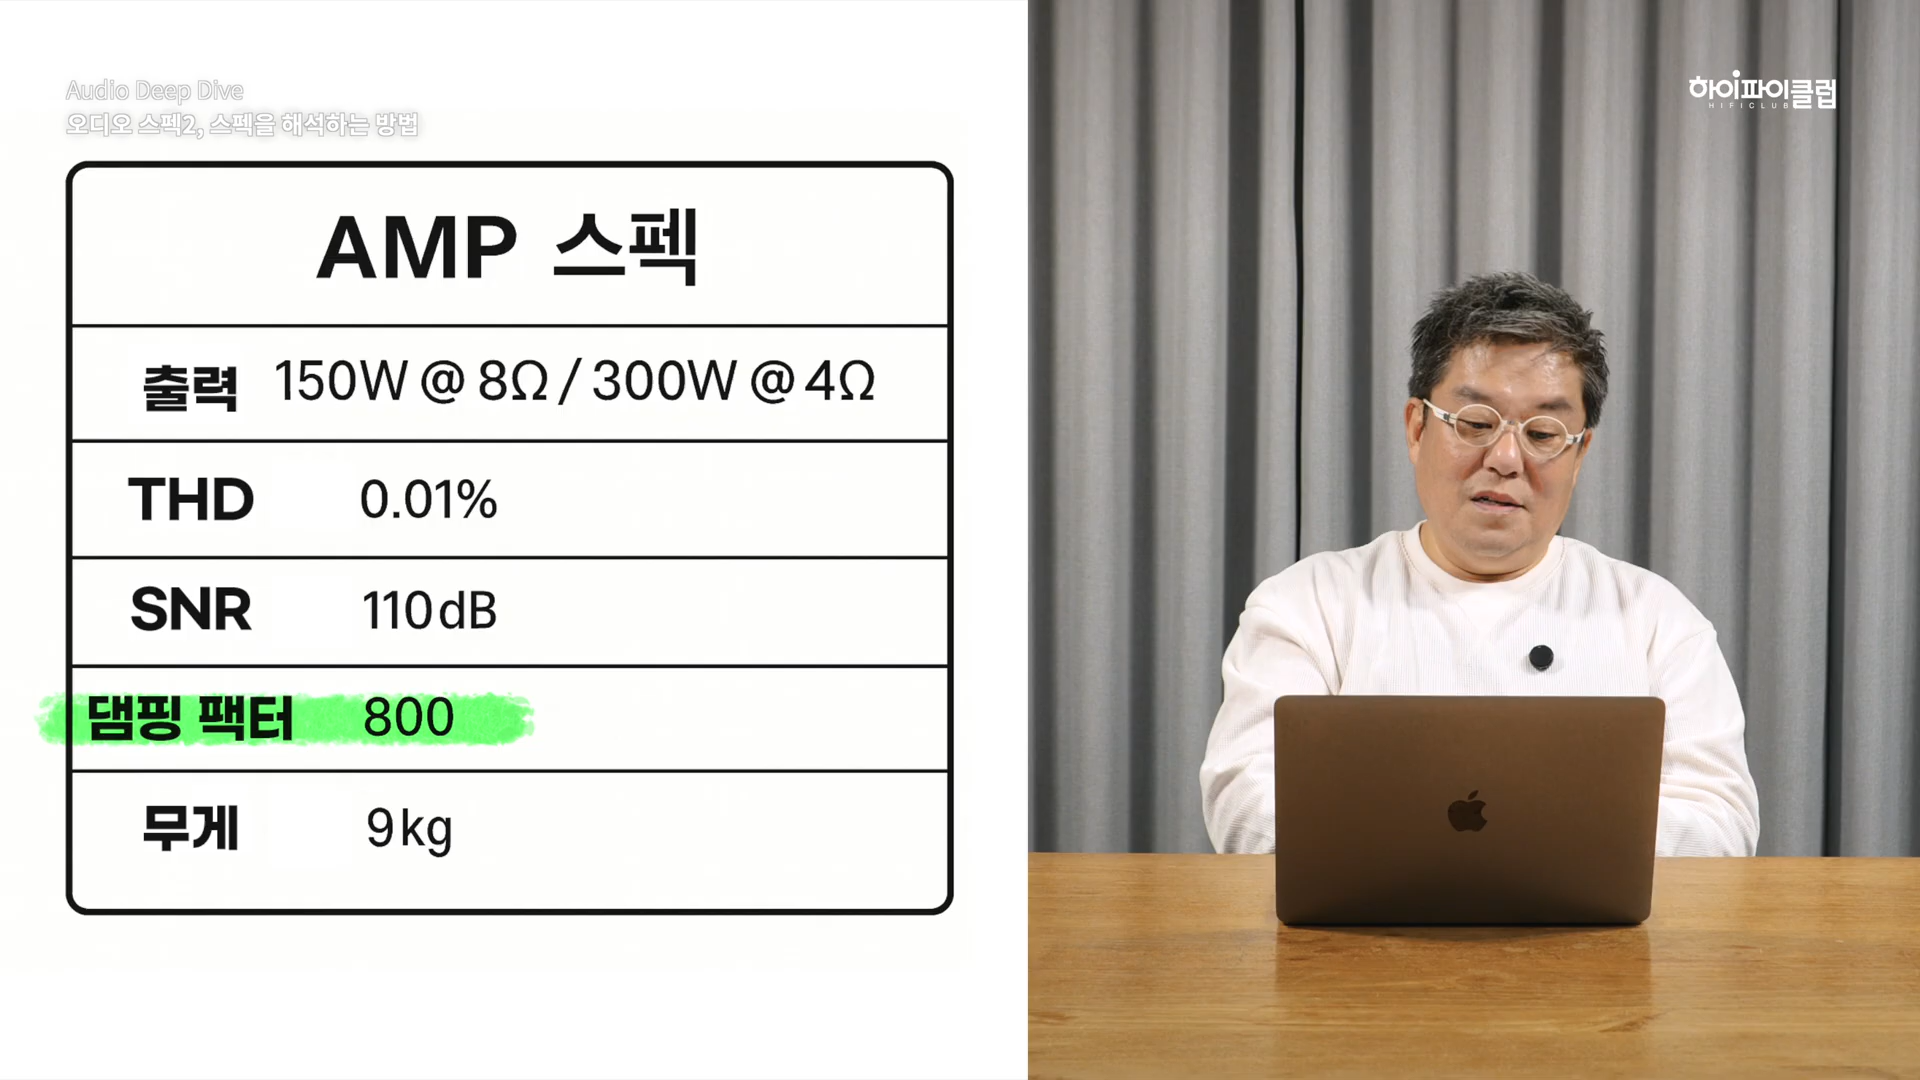 Audio Deep Dive
오디오 스펙2, 스펙을 해석하는 방법
하이파이클럽
HIFICLUB
AMP 스펙
출력 150W @ 8Ω / 300W @ 4Ω
THD 0.01%
SNR 110dB
댐핑 팩터 800
무게 9kg